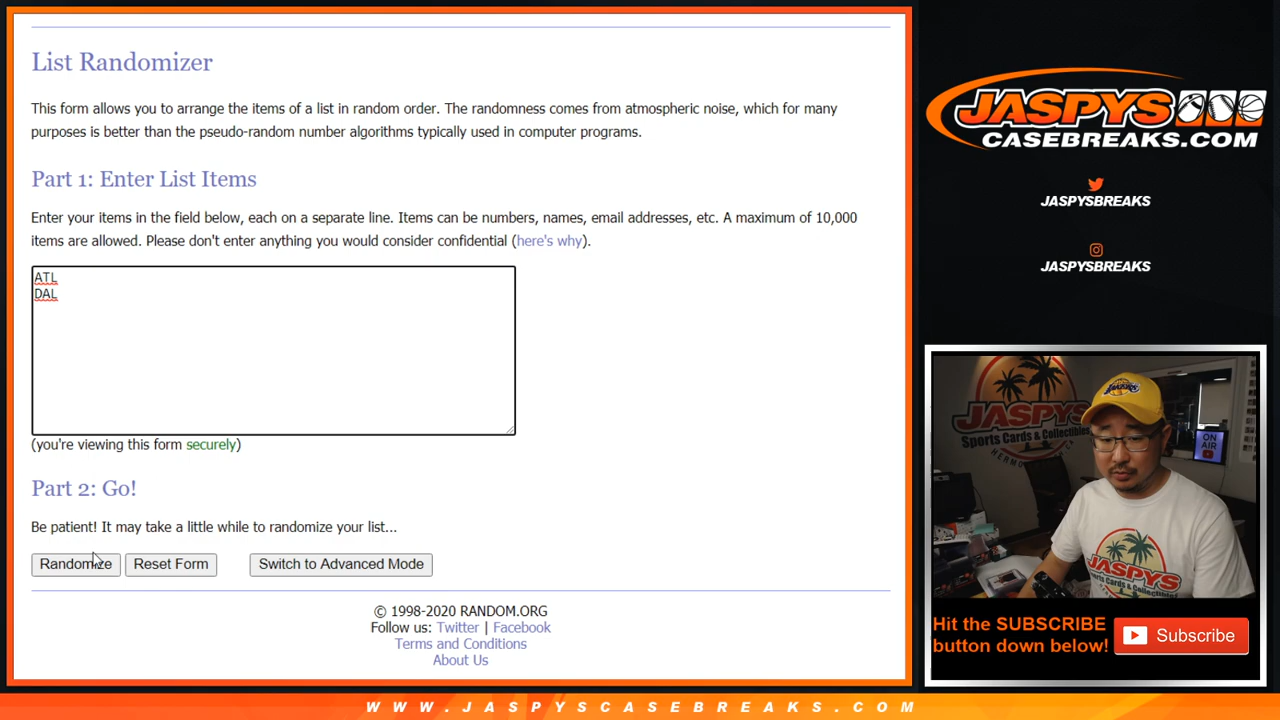 List Randomizer
This form allows you to arrange the items of a list in random order. The randomness comes from atmospheric noise, which for many
purposes is better than the pseudo-random number algorithms typically used in computer programs.
Part 1: Enter List Items
Enter your items in the field below, each on a separate line. Items can be numbers, names, email addresses, etc. A maximum of 10,000
items are allowed. Please don't enter anything you would consider confidential (here's why).
ATL
DAL
(you're viewing this form securely)
Part 2: Go!
Be patient! It may take a little while to randomize your list...
Randomize Reset Form Switch to Advanced Mode
© 1998-2020 RANDOM.ORG
Follow us: Twitter | Facebook
Terms and Conditions
About Us
JASPYS
CASEBREAKS.COM
JASPYSBREAKS
JASPYSBREAKS
JASPYS
Sports Cards & Collectibles
ON AIR
Hit the SUBSCRIBE
button down below!
Subscribe
WWW.JASPYSCASEBREAKS.COM